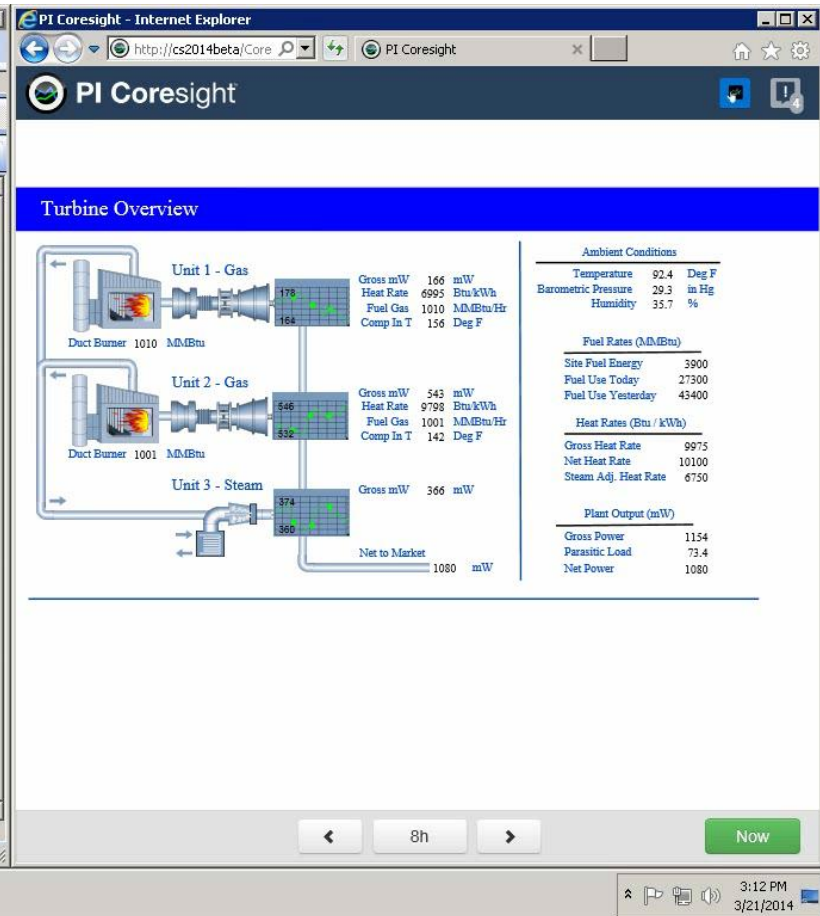 PI Coresight - Internet Explorer
http://cs2014beta/Core
PI Coresight
PI Coresight
4
Turbine Overview
Unit 1 - Gas
178
164
Gross mW 166 mW
Heat Rate 6995 Btu/kWh
Fuel Gas 1010 MMBtu/Hr
Comp In T 156 Deg F
Duct Burner 1010 MMBtu
Unit 2 - Gas
546
532
Gross mW 543 mW
Heat Rate 9798 Btu/kWh
Fuel Gas 1001 MMBtu/Hr
Comp In T 142 Deg F
Duct Burner 1001 MMBtu
Unit 3 - Steam
374
360
Gross mW 366 mW
Net to Market
1080 mW
Ambient Conditions
Temperature 92.4 Deg F
Barometric Pressure 29.3 in Hg
Humidity 35.7 %
Fuel Rates (MMBtu)
Site Fuel Energy 3900
Fuel Use Today 27300
Fuel Use Yesterday 43400
Heat Rates (Btu / kWh)
Gross Heat Rate 9975
Net Heat Rate 10100
Steam Adj. Heat Rate 6750
Plant Output (mW)
Gross Power 1154
Parasitic Load 73.4
Net Power 1080
8h
Now
3:12 PM
3/21/2014